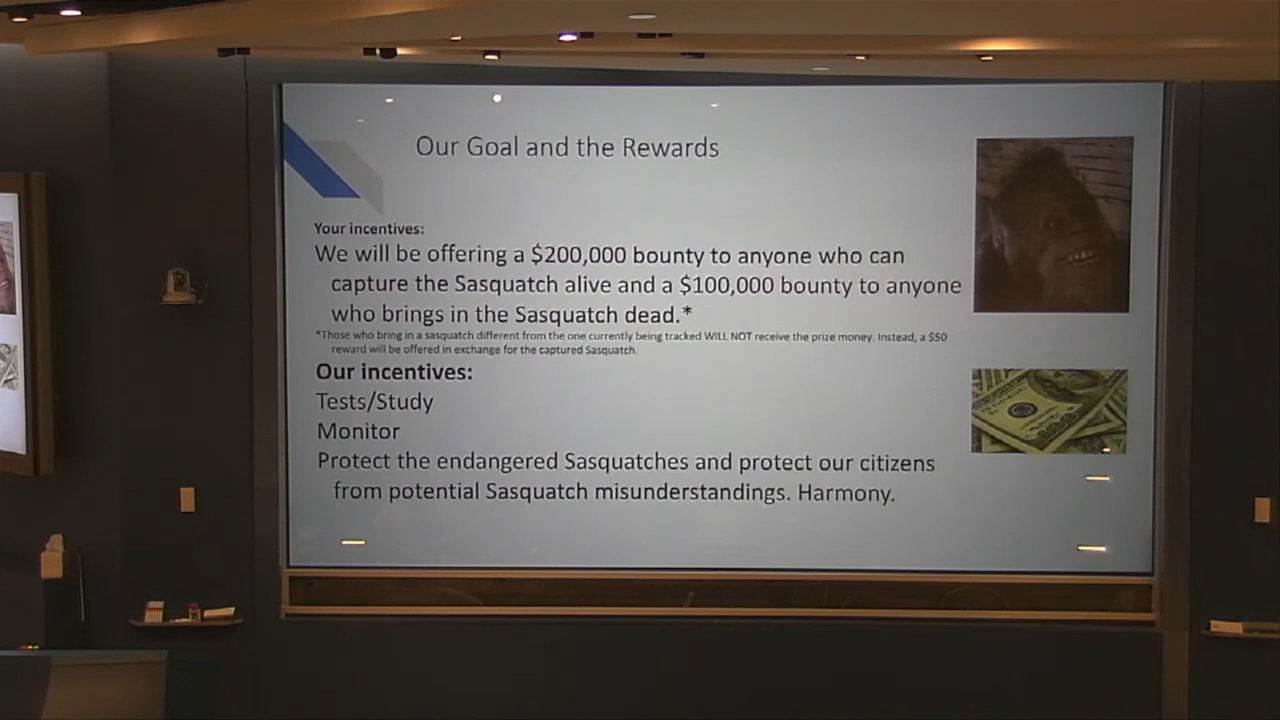 Our Goal and the Rewards
Your incentives:
We will be offering a $200,000 bounty to anyone who can
capture the Sasquatch alive and a $100,000 bounty to anyone
who brings in the Sasquatch dead.*
*Those who bring in a sasquatch different from the one currently being tracked WILL NOT receive the prize money. Instead, a $50
reward will be offered in exchange for the captured Sasquatch.
Our incentives:
Tests/Study
Monitor
Protect the endangered Sasquatches and protect our citizens
from potential Sasquatch misunderstandings. Harmony.